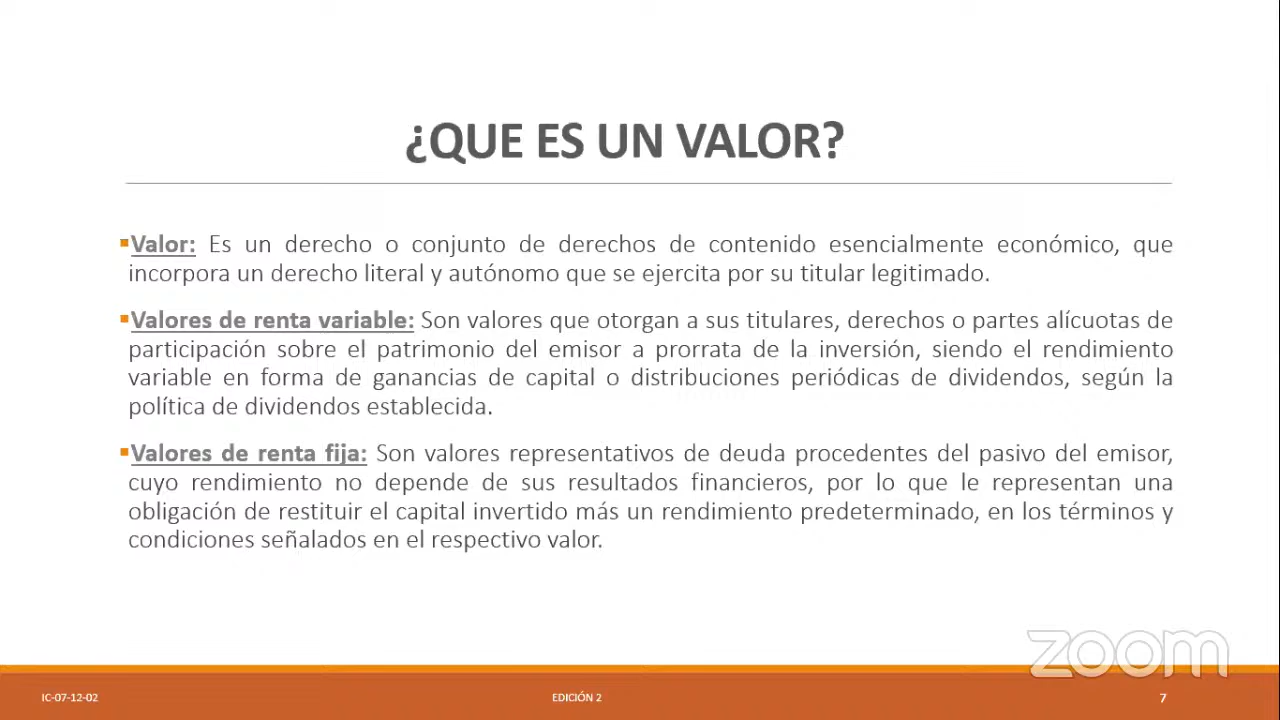 ¿QUE ES UN VALOR?
▪Valor: Es un derecho o conjunto de derechos de contenido esencialmente económico, que
incorpora un derecho literal y autónomo que se ejercita por su titular legitimado.
▪Valores de renta variable: Son valores que otorgan a sus titulares, derechos o partes alícuotas de
participación sobre el patrimonio del emisor a prorrata de la inversión, siendo el rendimiento
variable en forma de ganancias de capital o distribuciones periódicas de dividendos, según la
política de dividendos establecida.
▪Valores de renta fija: Son valores representativos de deuda procedentes del pasivo del emisor,
cuyo rendimiento no depende de sus resultados financieros, por lo que le representan una
obligación de restituir el capital invertido más un rendimiento predeterminado, en los términos y
condiciones señalados en el respectivo valor.
zoom
IC-07-12-02 EDICIÓN 2 7